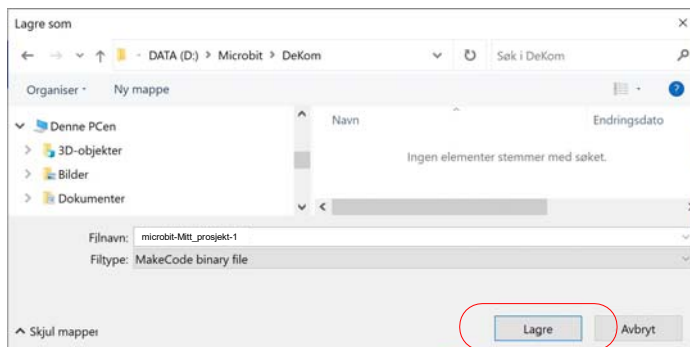 Lagre som
DATA (D:) > Microbit > DeKom
Søk i DeKom
Organiser
Ny mappe
Denne PCen
3D-objekter
Bilder
Dokumenter
Navn
Endringsdato
Ingen elementer stemmer med søket.
Filnavn: microbit-Mitt_prosjekt-1
Filtype: MakeCode binary file
Skjul mapper
Lagre
Avbryt